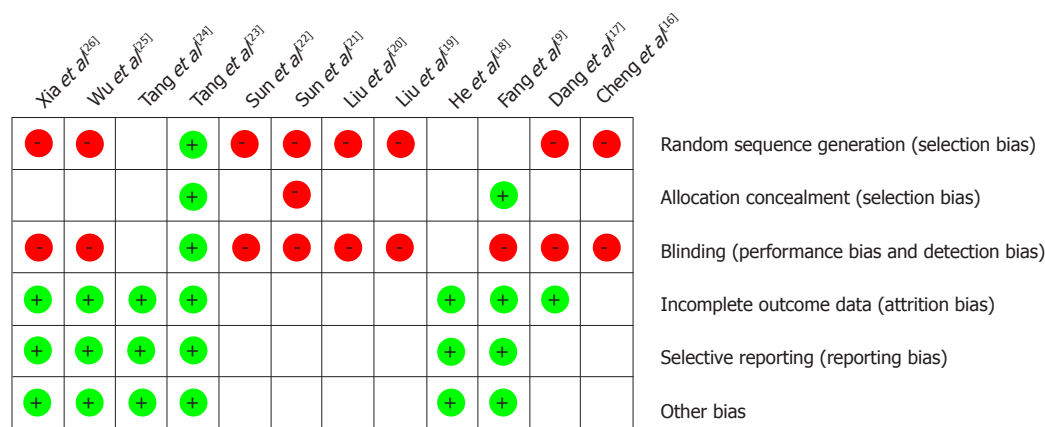 Xia et al[26]
Wu et al[25]
Tang et al[24]
Tang et al[23]
Sun et al[22]
Sun et al[21]
Liu et al[20]
Liu et al[19]
He et al[18]
Fang et al[9]
Dang et al[17]
Cheng et al[16]
- - + - - - - - - Random sequence generation (selection bias)
+ - + Allocation concealment (selection bias)
- - + - - - - - - - Blinding (performance bias and detection bias)
+ + + + + + + Incomplete outcome data (attrition bias)
+ + + + + + Selective reporting (reporting bias)
+ + + + + + Other bias